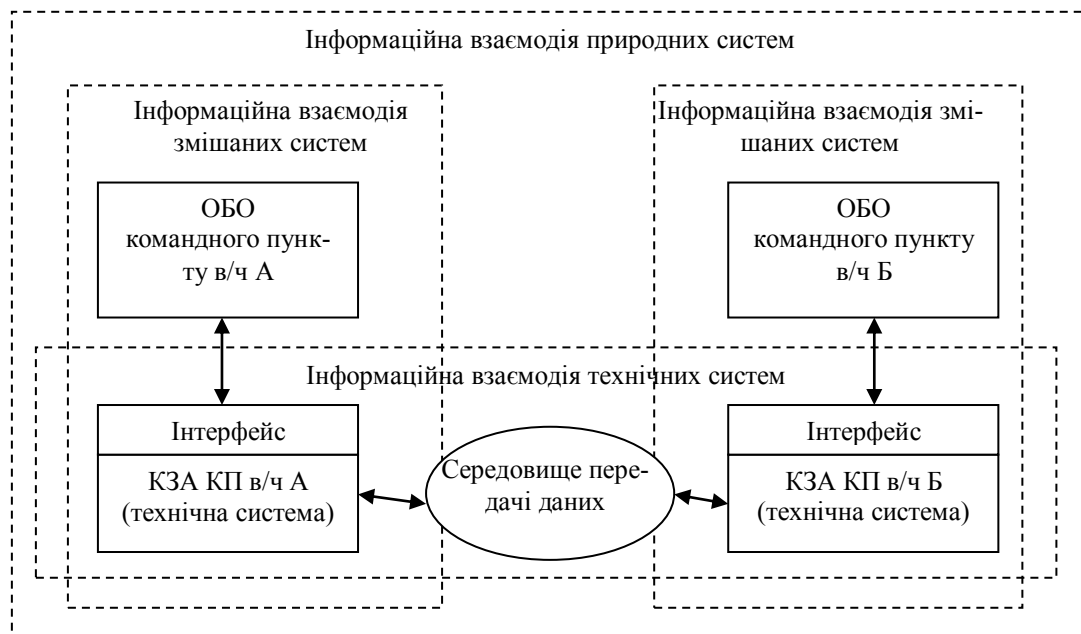 Інформаційна взаємодія природних систем
Інформаційна взаємодія
змішаних систем
Інформаційна взаємодія змі-
шаних систем
ОБО
командного пунк-
ту в/ч А
ОБО
командного пункту
в/ч Б
Інформаційна взаємодія технічних систем
Інтерфейс
КЗА КП в/ч А
(технічна система)
Середовище пере-
дачі даних
Інтерфейс
КЗА КП в/ч Б
(технічна система)